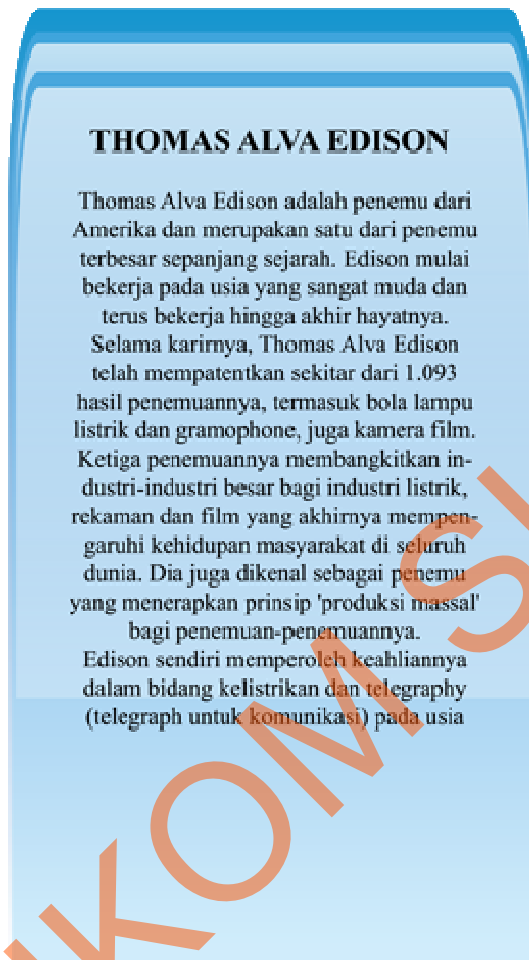 THOMAS ALVA EDISON
Thomas Alva Edison adalah penemu dari
Amerika dan merupakan satu dari penemu
terbesar sepanjang sejarah. Edison mulai
bekerja pada usia yang sangat muda dan
terus bekerja hingga akhir hayatnya.
Selama karirnya, Thomas Alva Edison
telah mempatentkan sekitar dari 1.093
hasil penemuannya, termasuk bola lampu
listrik dan gramophone, juga kamera film.
Ketiga penemuannya membangkitkan in-
dustri-industri besar bagi industri listrik,
rekaman dan film yang akhirnya mempen-
garuhi kehidupan masyarakat di seluruh
dunia. Dia juga dikenal sebagai penemu
yang menerapkan prinsip 'produksi massal'
bagi penemuan-penemuannya.
Edison sendiri memperoleh keahliannya
dalam bidang kelistrikan dan telegraphy
(telegraph untuk komunikasi) pada usia
KOM S